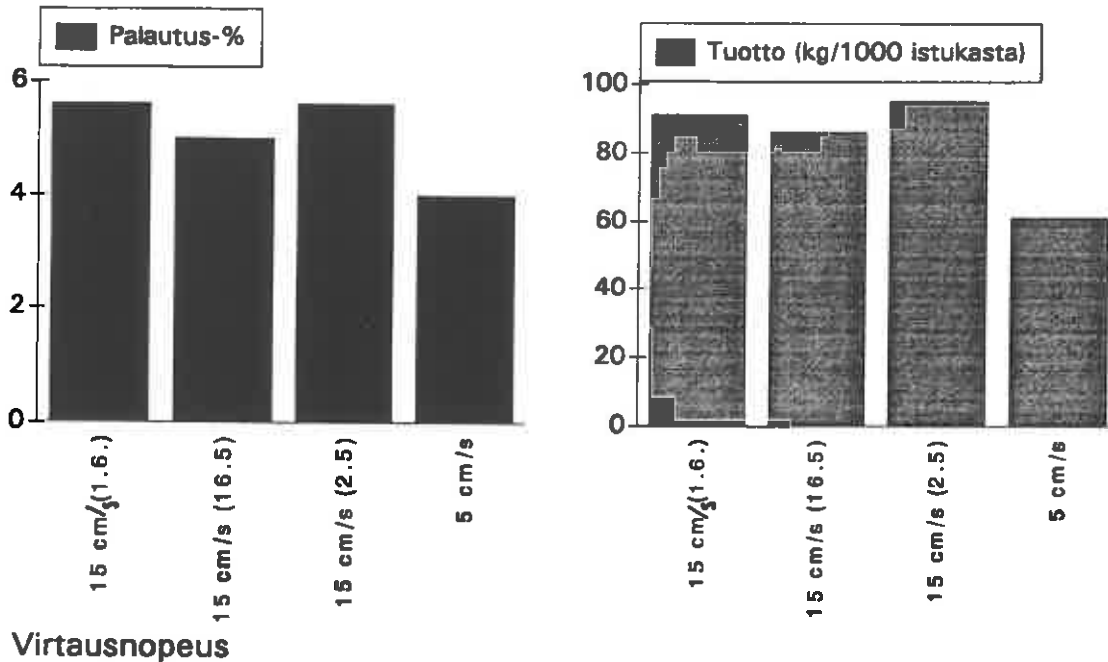 Palautus-%
6
4
2
0
15 cm/s(1.6.)
15 cm/s (16.5)
15 cm/s (2.5)
5 cm/s
Virtausnopeus
Tuotto (kg/1000 istukasta)
100
80
60
40
20
0
15 cm/s(1.6.)
15 cm/s (16.5)
15 cm/s (2.5)
5 cm/s